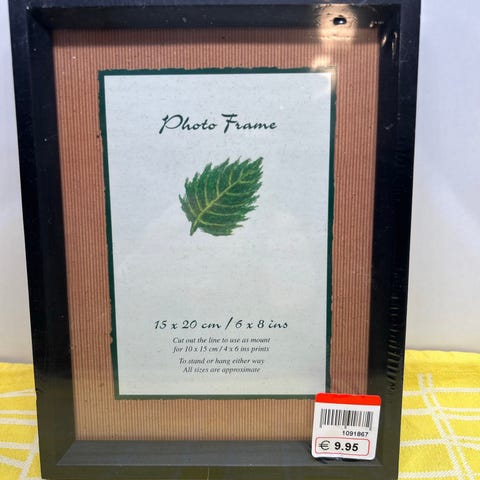 Photo Frame
15 x 20 cm / 6 x 8 ins
Cut out the line to use as mount
for 10 x 15 cm / 4 x 6 ins prints
To stand or hang either way
All sizes are approximate
1091867
€ 9.95